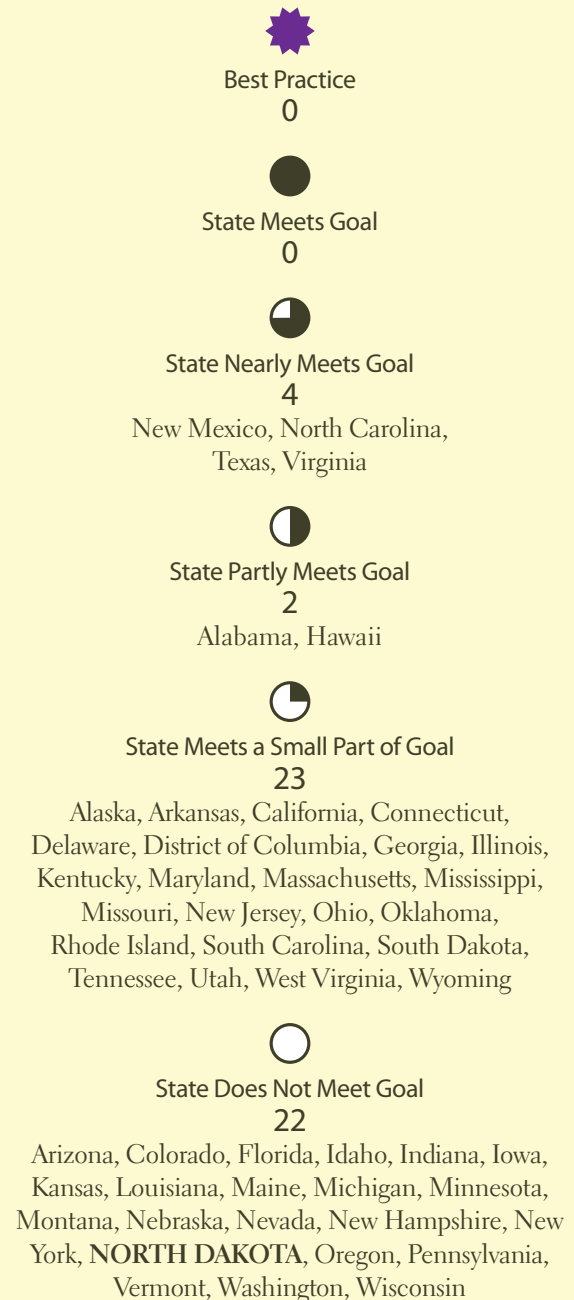 Best Practice
0
State Meets Goal
0
State Nearly Meets Goal
4
New Mexico, North Carolina,
Texas, Virginia
State Partly Meets Goal
2
Alabama, Hawaii
State Meets a Small Part of Goal
23
Alaska, Arkansas, California, Connecticut,
Delaware, District of Columbia, Georgia, Illinois,
Kentucky, Maryland, Massachusetts, Mississippi,
Missouri, New Jersey, Ohio, Oklahoma,
Rhode Island, South Carolina, South Dakota,
Tennessee, Utah, West Virginia, Wyoming
State Does Not Meet Goal
22
Arizona, Colorado, Florida, Idaho, Indiana, Iowa,
Kansas, Louisiana, Maine, Michigan, Minnesota,
Montana, Nebraska, Nevada, New Hampshire, New
York, NORTH DAKOTA, Oregon, Pennsylvania,
Vermont, Washington, Wisconsin